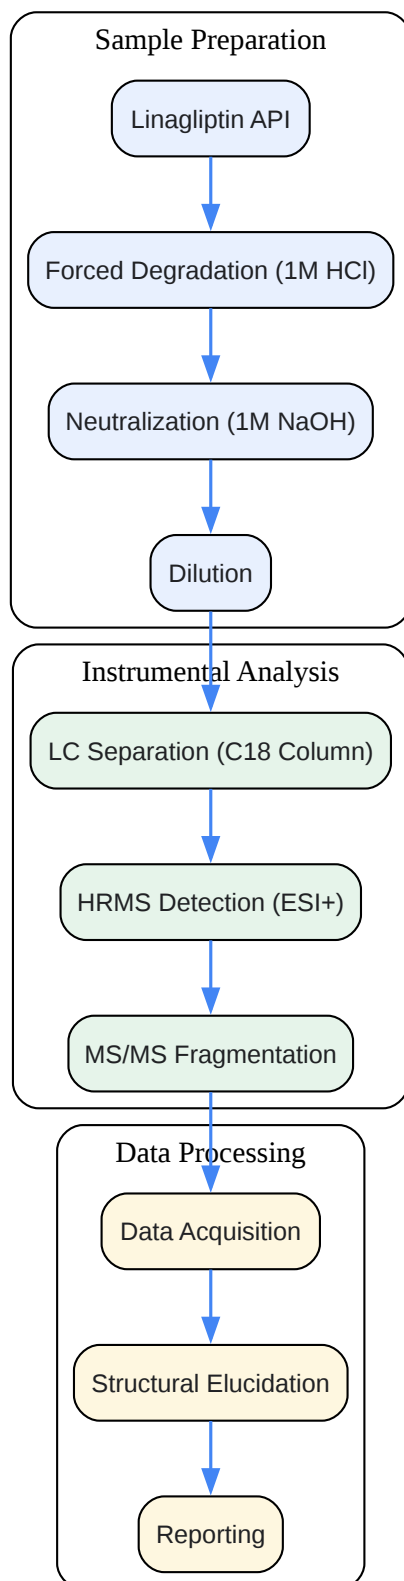 Sample Preparation
Linagliptin API
Forced Degradation (1M HCl)
Neutralization (1M NaOH)
Dilution
Instrumental Analysis
LC Separation (C18 Column)
HRMS Detection (ESI+)
MS/MS Fragmentation
Data Processing
Data Acquisition
Structural Elucidation
Reporting